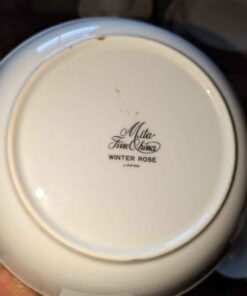 Mita
Fine China
WINTER ROSE
JAPAN